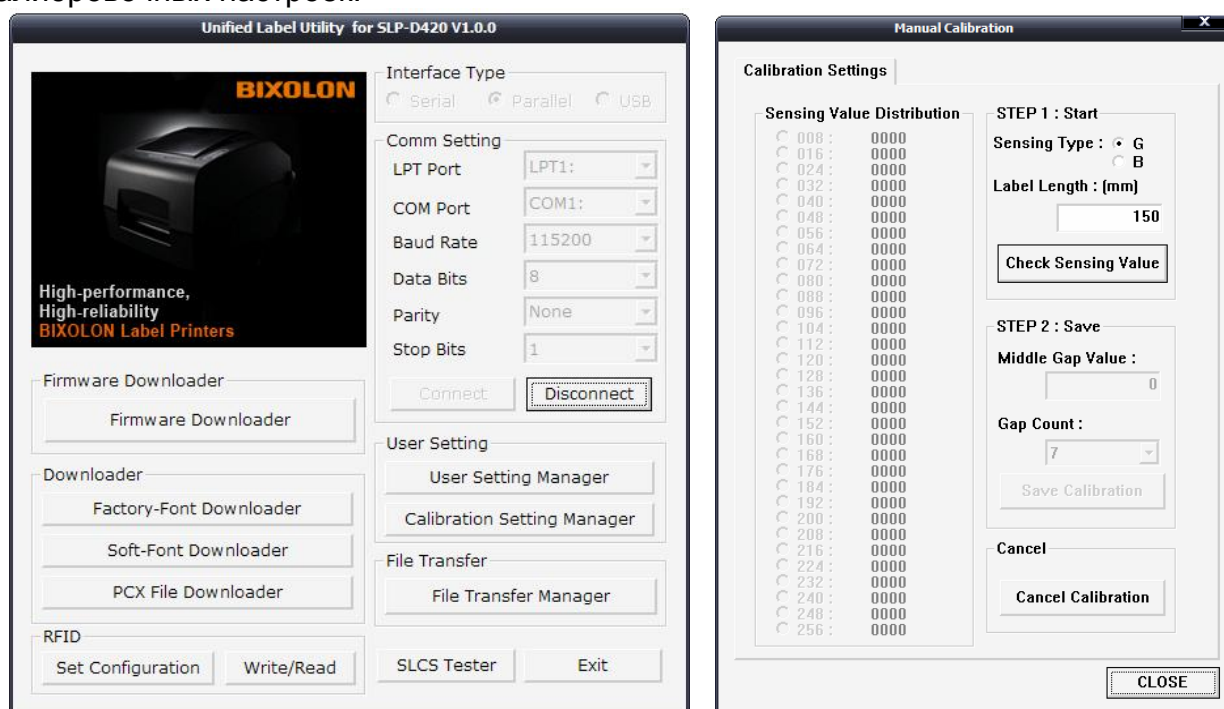 Unified Label Utility for SLP-D420 V1.0.0
BIXOLON
High-performance,
High-reliability
BIXOLON Label Printers
Interface Type
Serial Parallel USB
Comm Setting
LPT Port LPT1:
COM Port COM1:
Baud Rate 115200
Data Bits 8
Parity None
Stop Bits 1
Connect Disconnect
Firmware Downloader
Firmware Downloader
Downloader
Factory-Font Downloader
Soft-Font Downloader
PCX File Downloader
RFID
Set Configuration Write/Read
User Setting
User Setting Manager
Calibration Setting Manager
File Transfer
File Transfer Manager
SLCS Tester Exit
Manual Calibration X
Calibration Settings
Sensing Value Distribution
008 : 0000
016 : 0000
024 : 0000
032 : 0000
040 : 0000
048 : 0000
056 : 0000
064 : 0000
072 : 0000
080 : 0000
088 : 0000
096 : 0000
104 : 0000
112 : 0000
120 : 0000
128 : 0000
136 : 0000
144 : 0000
152 : 0000
160 : 0000
168 : 0000
176 : 0000
184 : 0000
192 : 0000
200 : 0000
208 : 0000
216 : 0000
224 : 0000
232 : 0000
240 : 0000
248 : 0000
256 : 0000
STEP 1 : Start
Sensing Type : G
B
Label Length : (mm)
150
Check Sensing Value
STEP 2 : Save
Middle Gap Value :
0
Gap Count :
7
Save Calibration
Cancel
Cancel Calibration
CLOSE